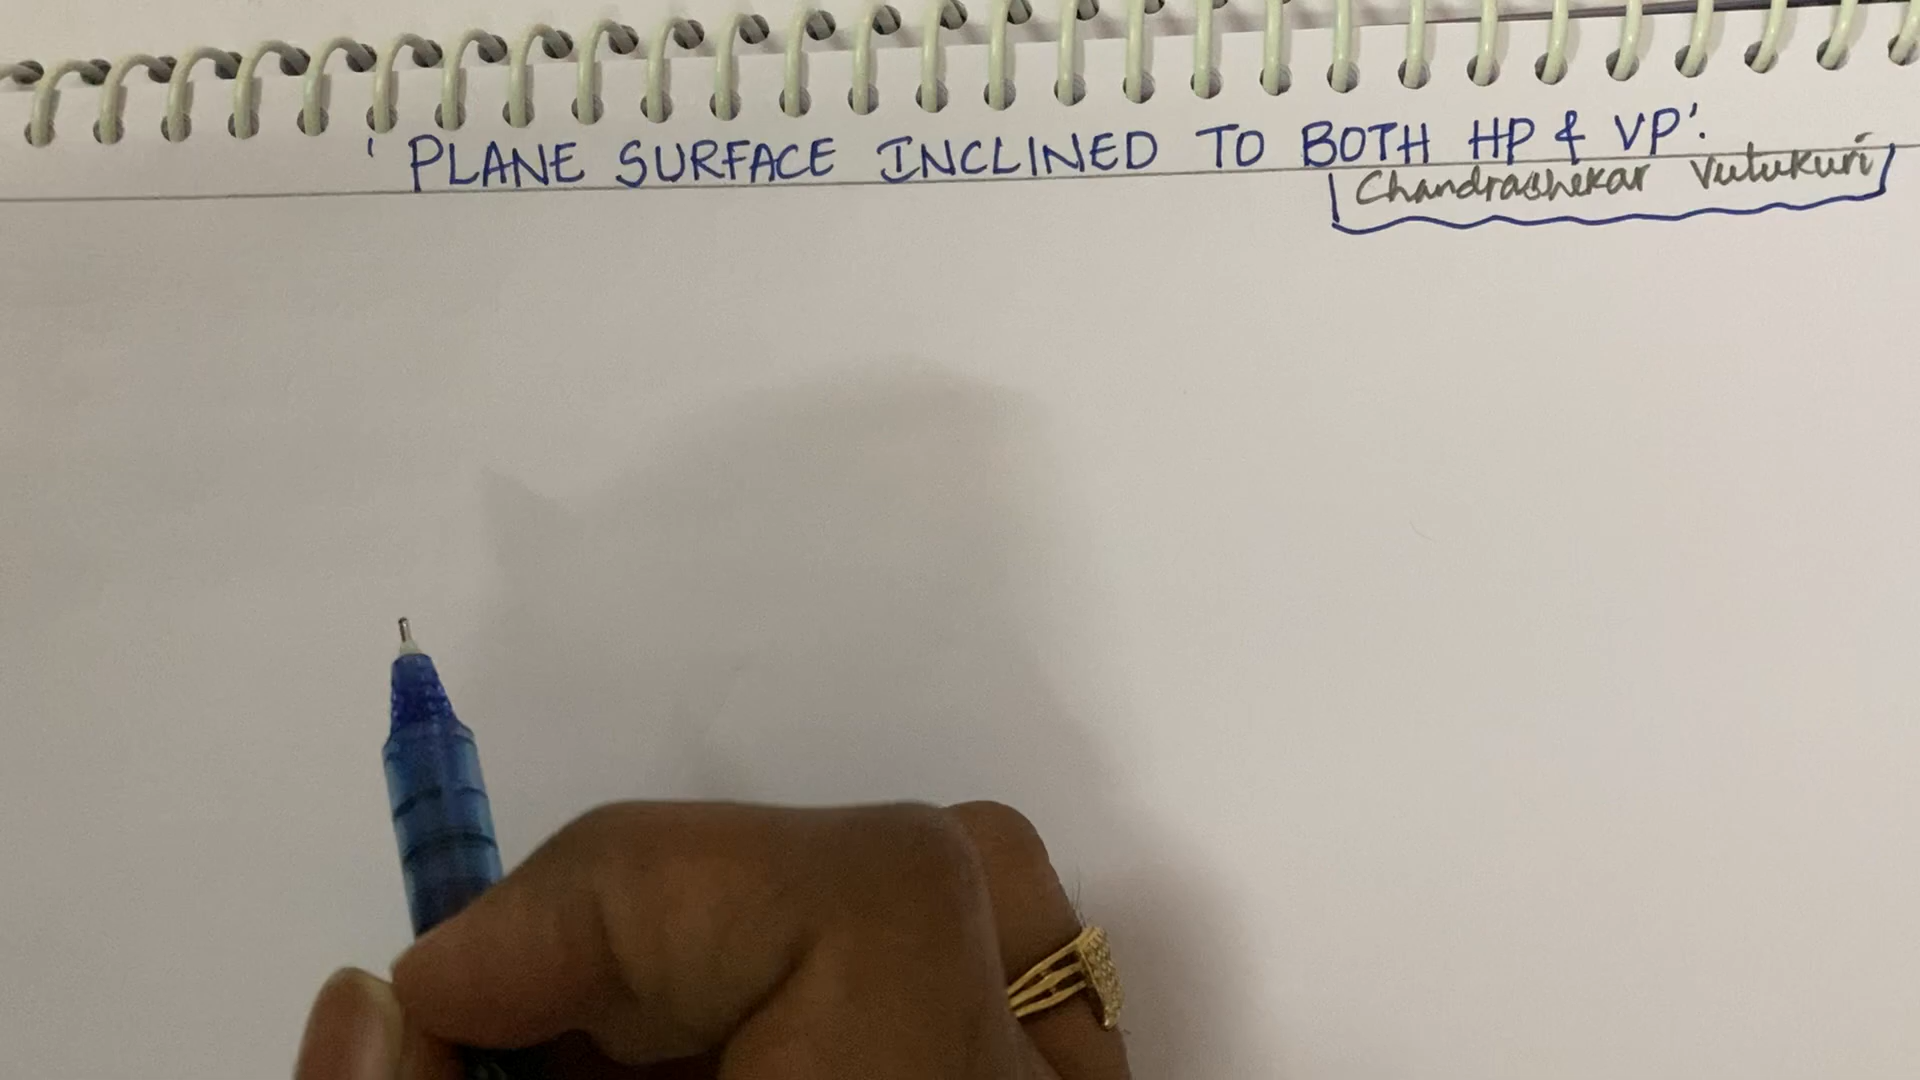 'PLANE SURFACE INCLINED TO BOTH HP & VP'.
Chandrashekar Vutukuri